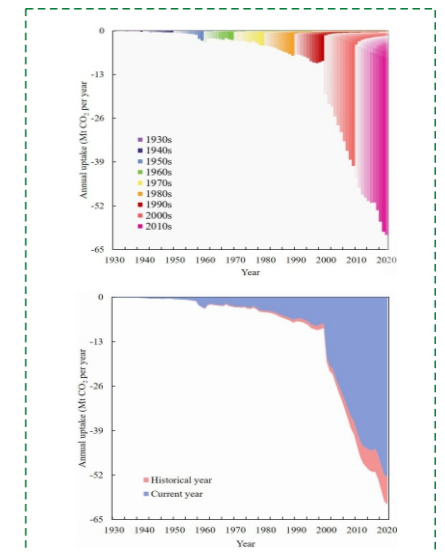 0
-13
-26
-39
-52
-65
Annual uptake (Mt CO₂ per year
1930s
1940s
1950s
1960s
1970s
1980s
1990s
2000s
2010s
1930 1940 1950 1960 1970 1980 1990 2000 2010 2020
Year
0
-13
-26
-39
-52
-65
Annual uptake (Mt CO₂ per year
Historical year
Current year
1930 1940 1950 1960 1970 1980 1990 2000 2010 2020
Year